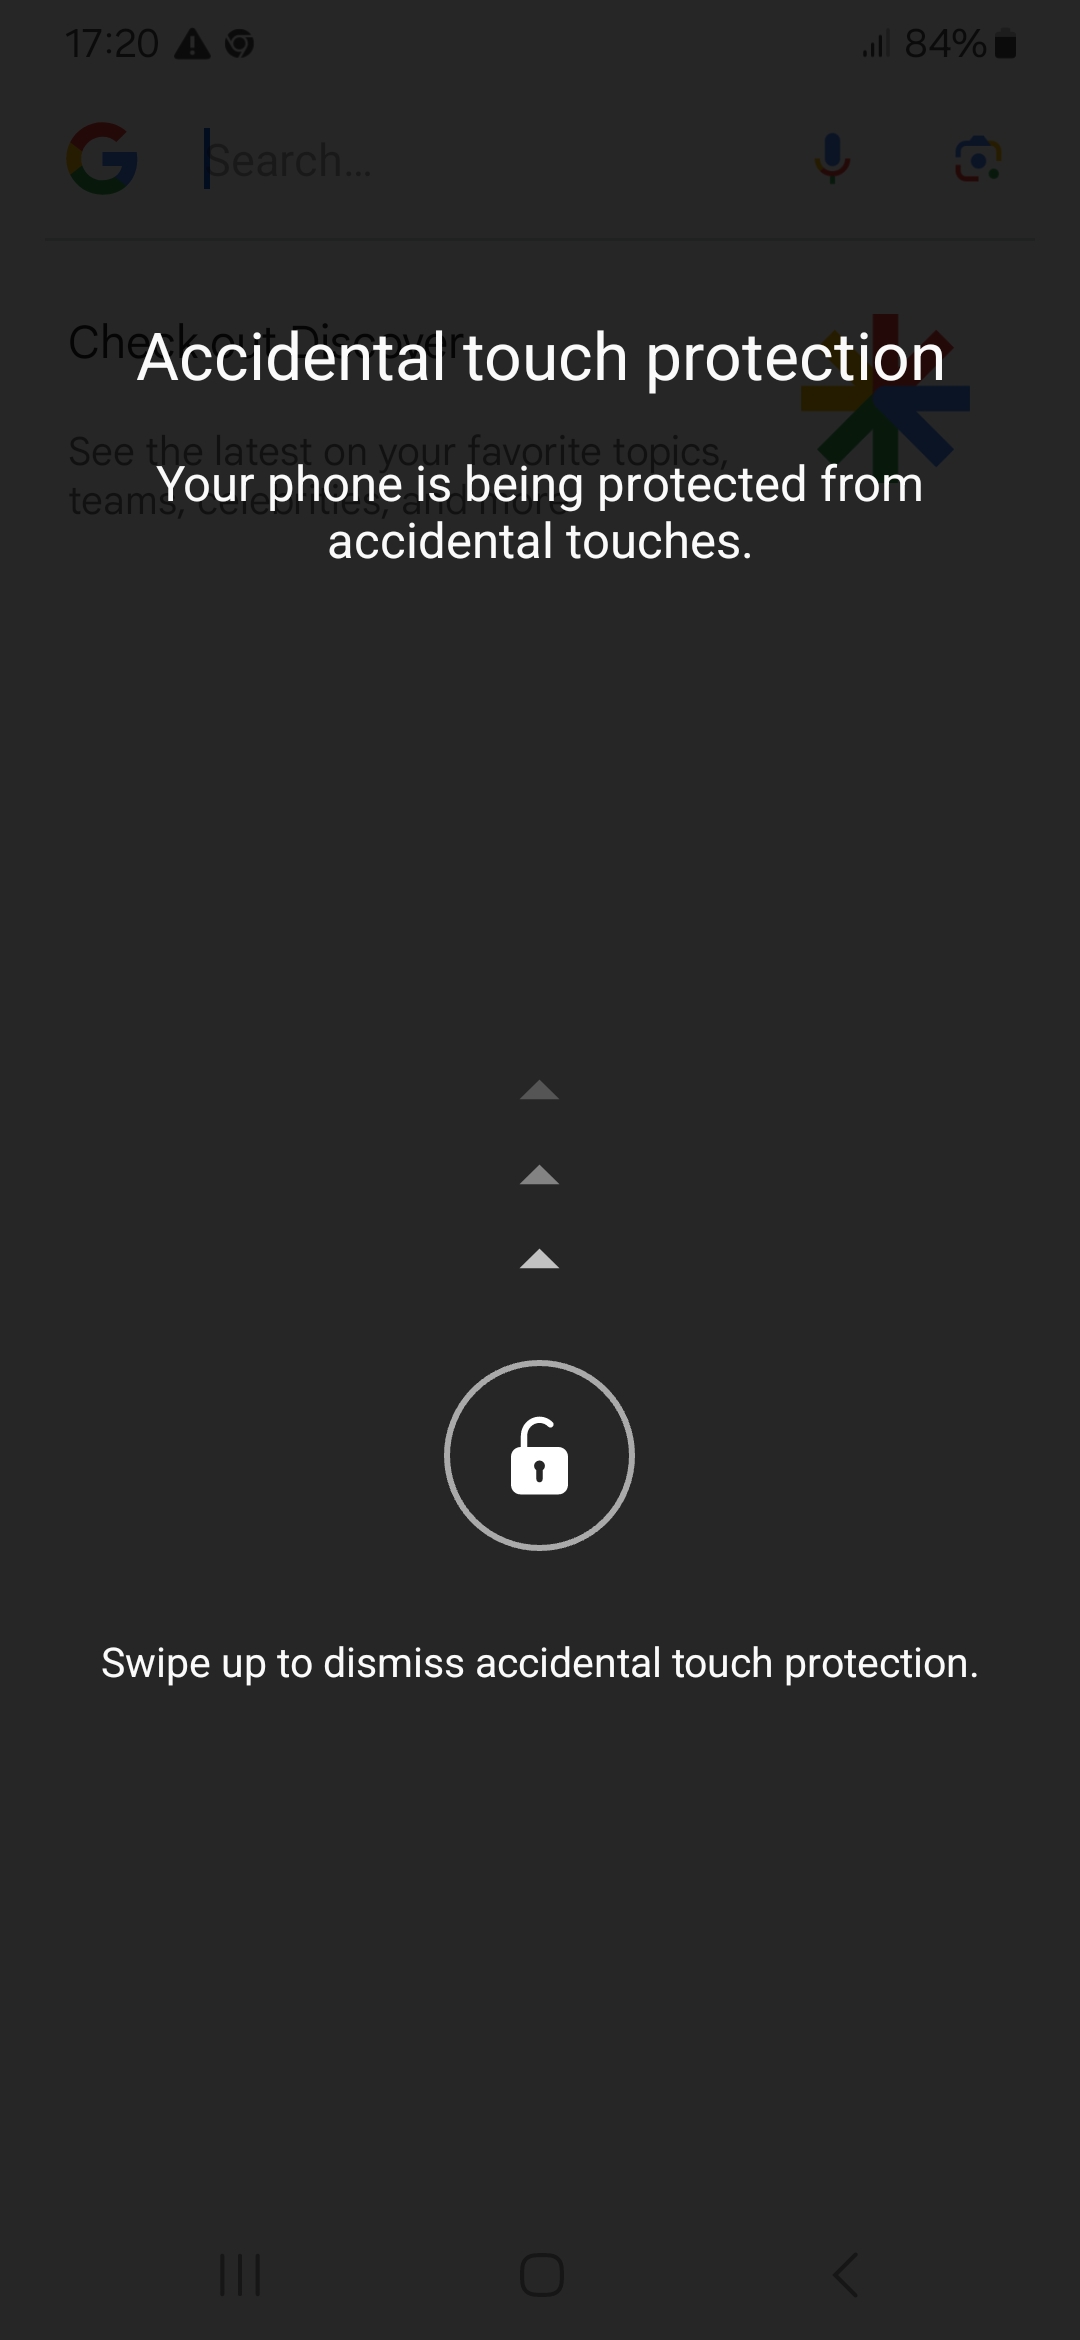 17:20
84%
Search...
Check out Discover
Accidental touch protection
See the latest on your favorite topics,
teams, celebrities, and more
Your phone is being protected from
accidental touches.
Swipe up to dismiss accidental touch protection.